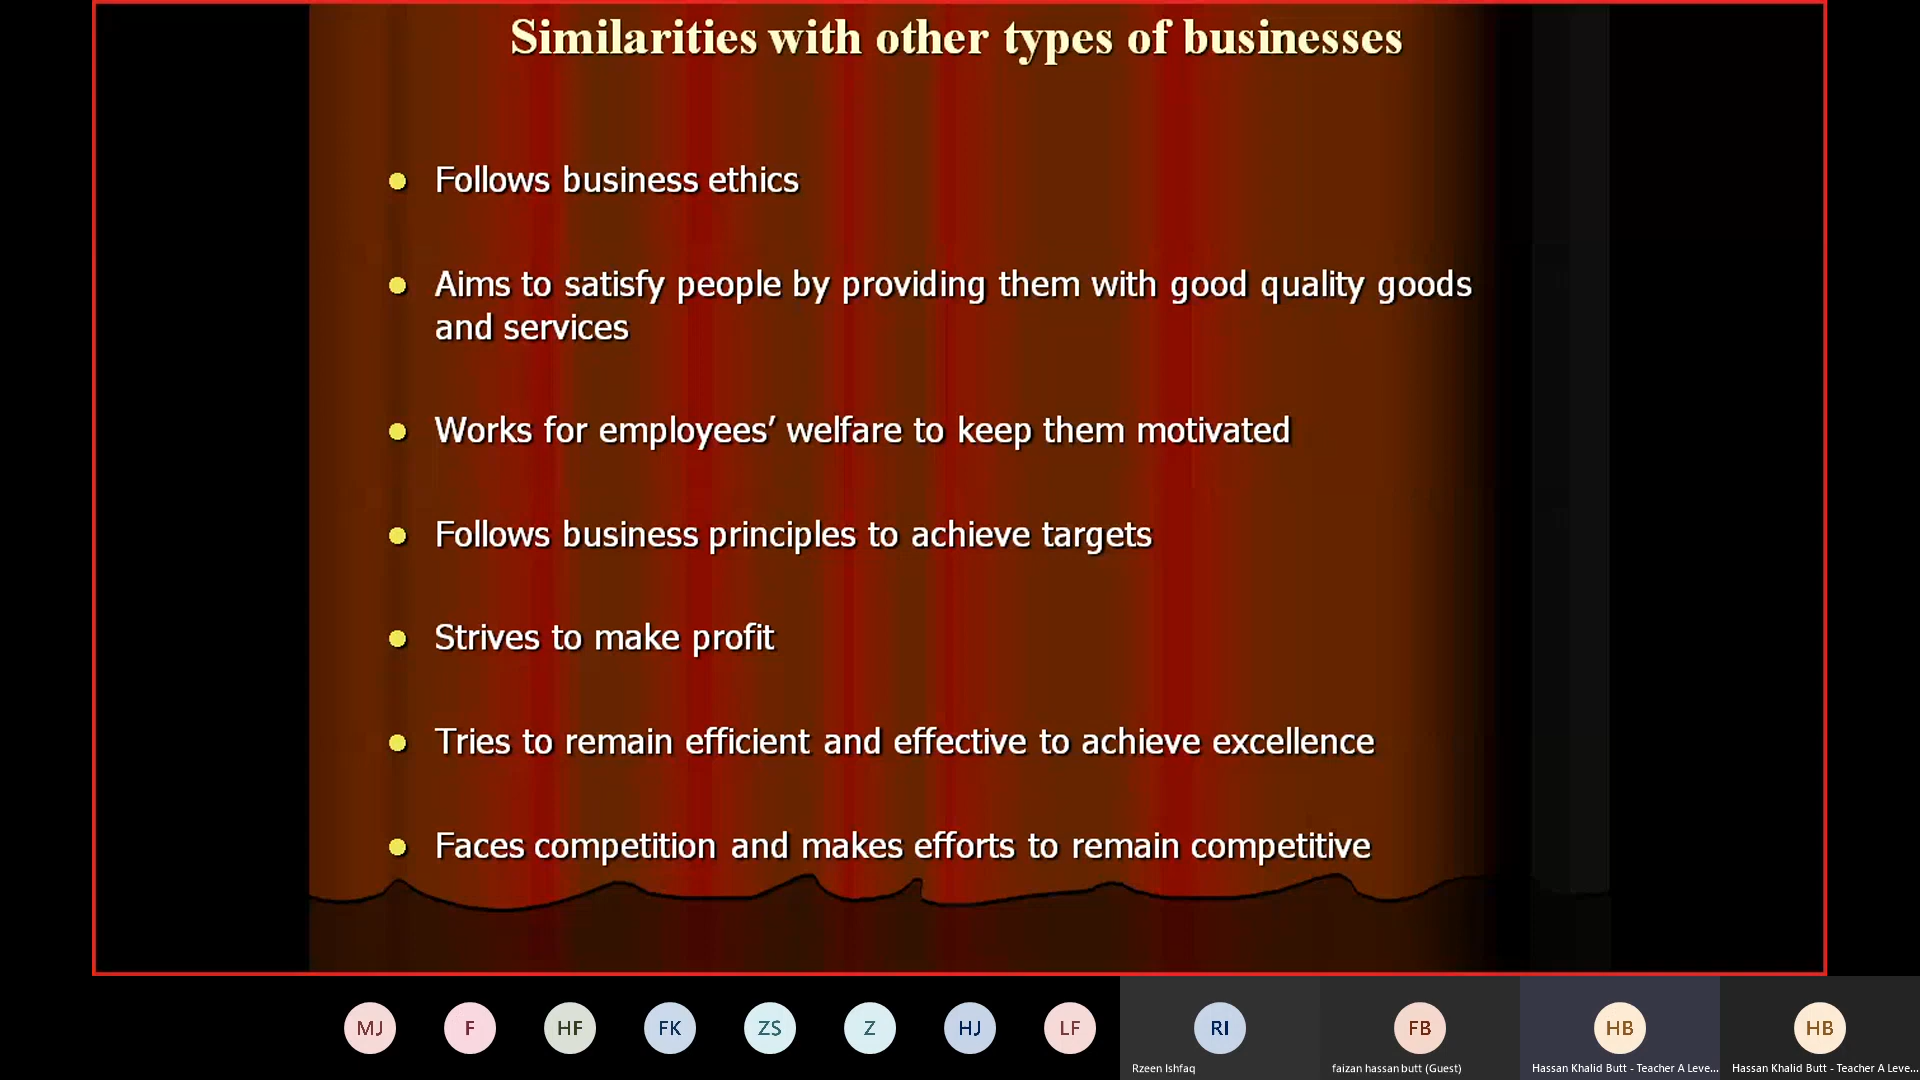 Similarities with other types of businesses
Follows business ethics
Aims to satisfy people by providing them with good quality goods
and services
Works for employees’ welfare to keep them motivated
Follows business principles to achieve targets
Strives to make profit
Tries to remain efficient and effective to achieve excellence
Faces competition and makes efforts to remain competitive
MJ F HF FK ZS Z HJ LF RI FB HB HB
Rzeen Ishfaq faizan hassan butt (Guest) Hassan Khalid Butt - Teacher A Leve... Hassan Khalid Butt - Teacher A Leve...